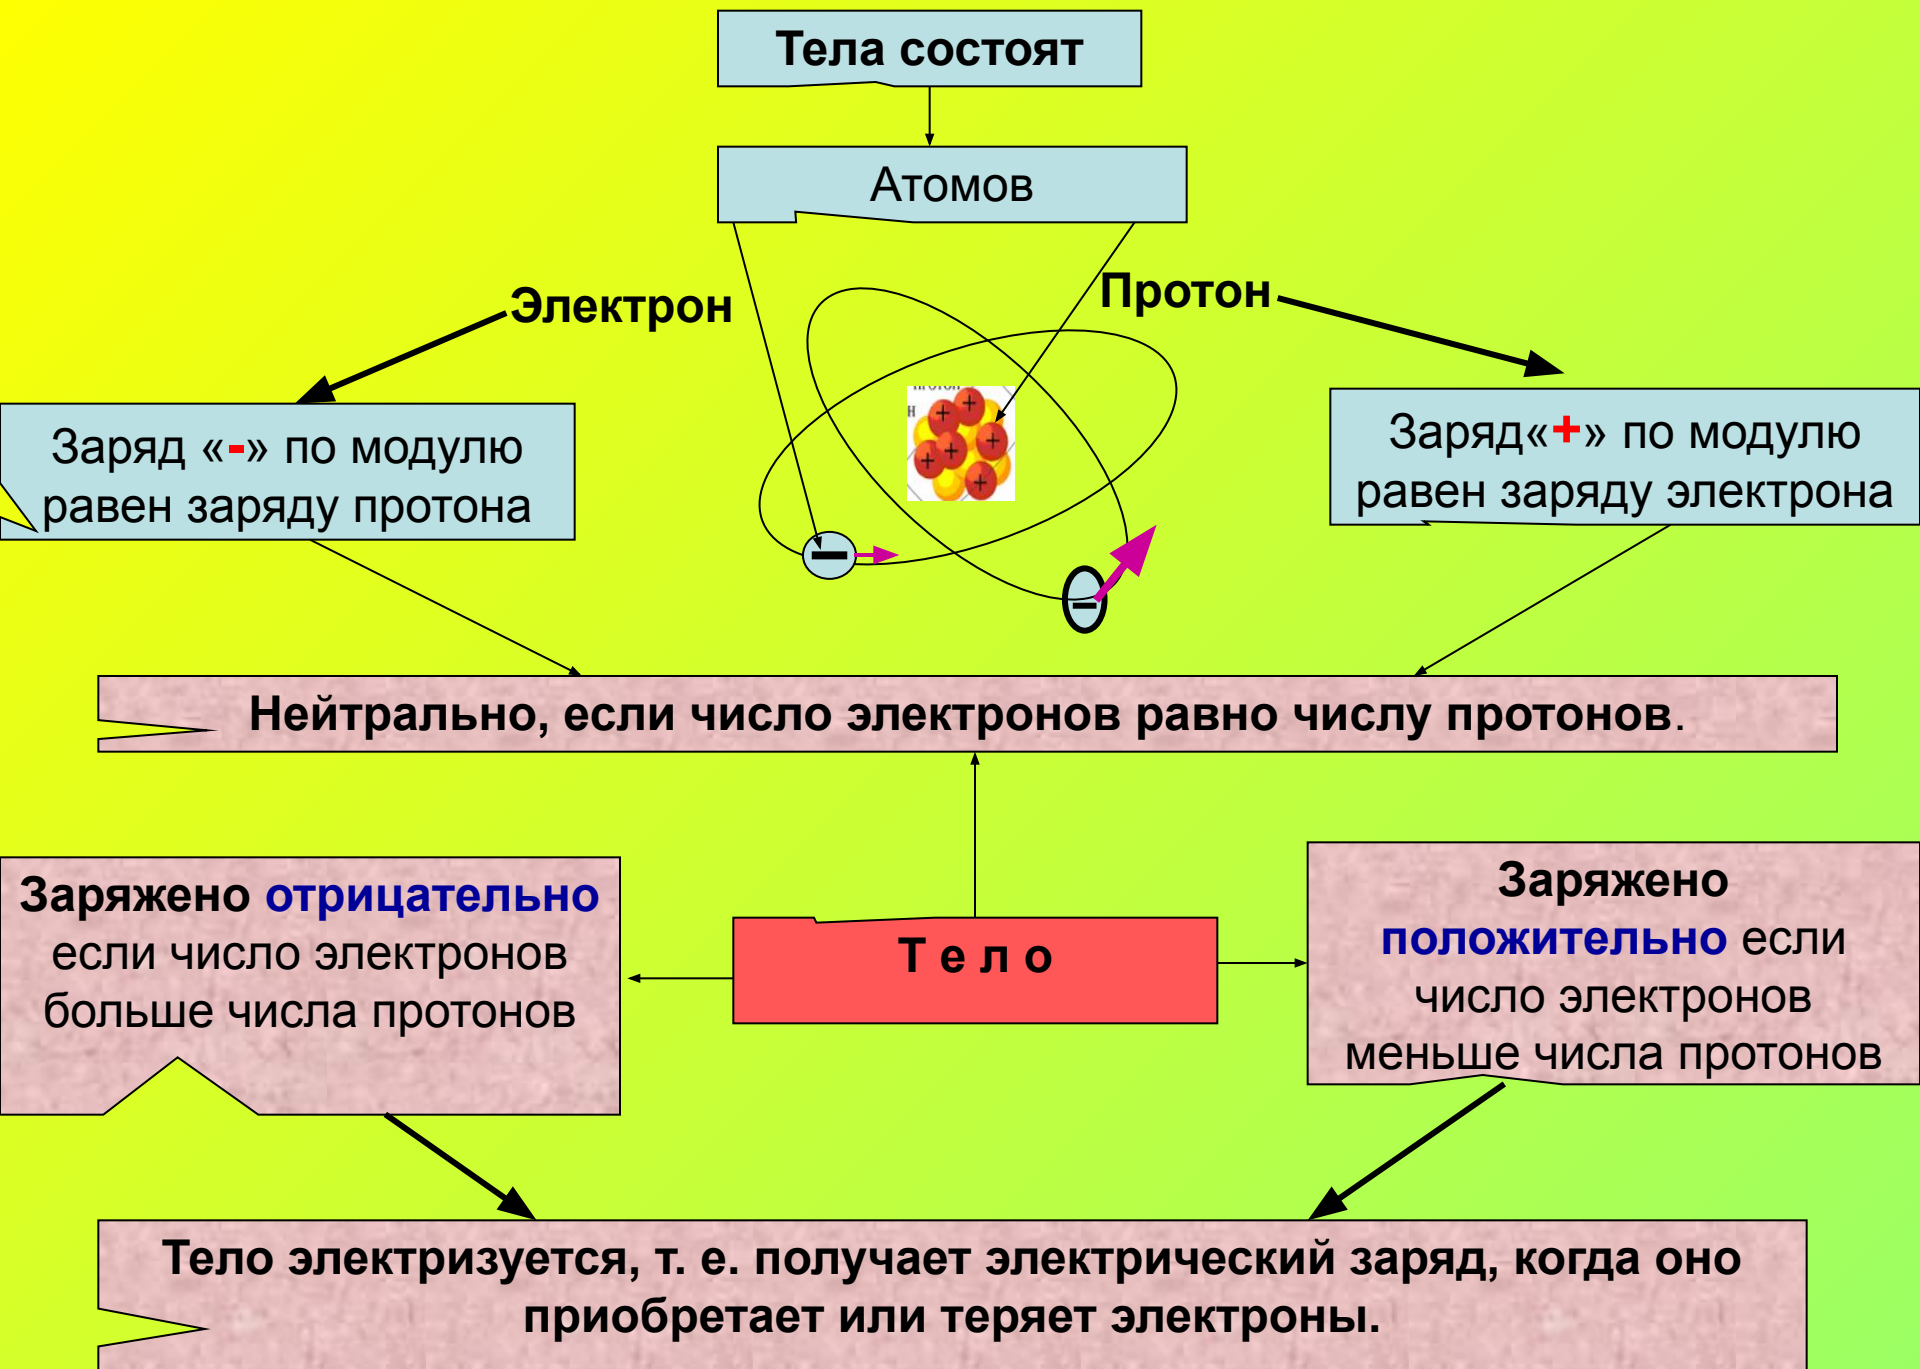 Тела состоят
Атомов
Электрон
Протон
Заряд «-» по модулю
равен заряду протона
Заряд«+» по модулю
равен заряду электрона
Нейтрально, если число электронов равно числу протонов.
Заряжено отрицательно
если число электронов
больше числа протонов
Т е л о
Заряжено
положительно если
число электронов
меньше числа протонов
Тело электризуется, т. е. получает электрический заряд, когда оно
приобретает или теряет электроны.